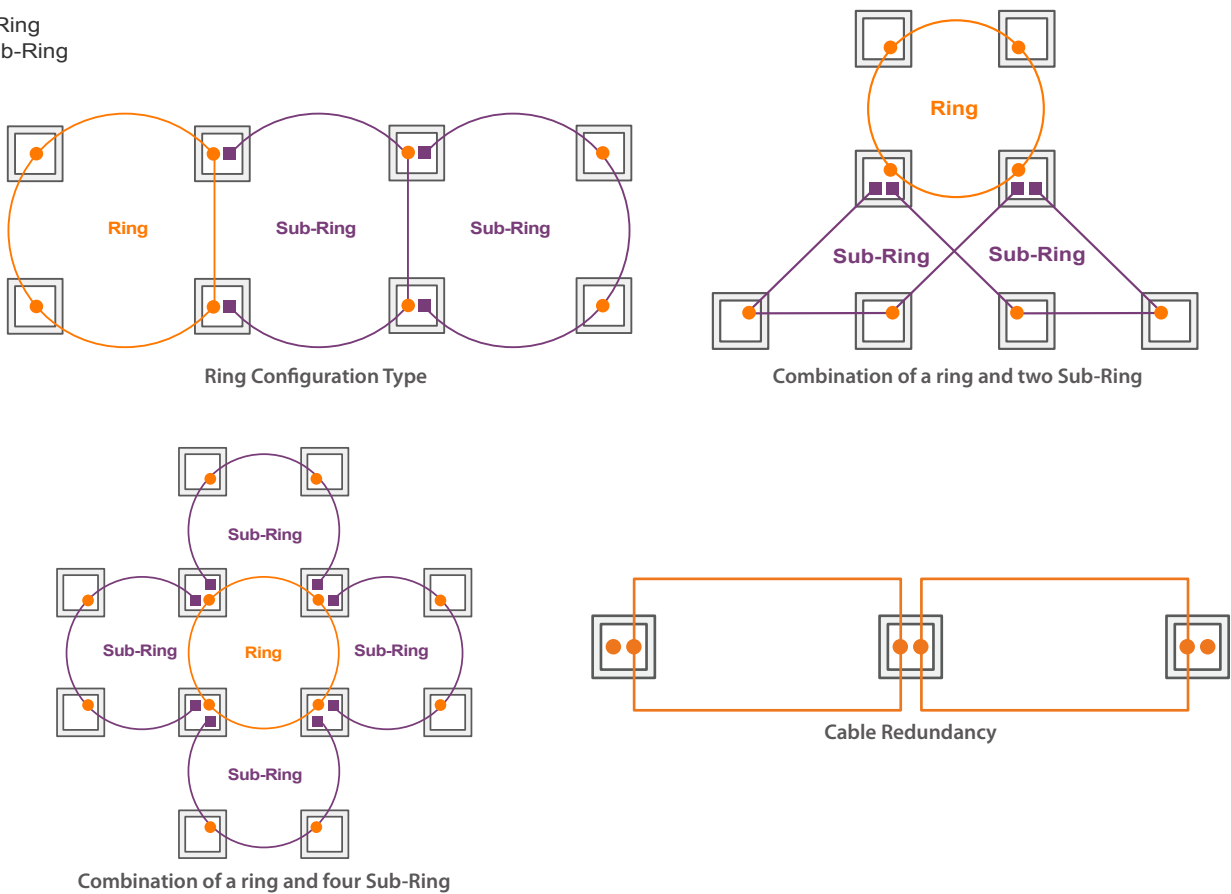 Ring
b-Ring
Ring
Sub-Ring
Sub-Ring
Ring Configuration Type
Ring
Sub-Ring
Sub-Ring
Combination of a ring and two Sub-Ring
Sub-Ring
Sub-Ring
Ring
Sub-Ring
Sub-Ring
Combination of a ring and four Sub-Ring
Cable Redundancy